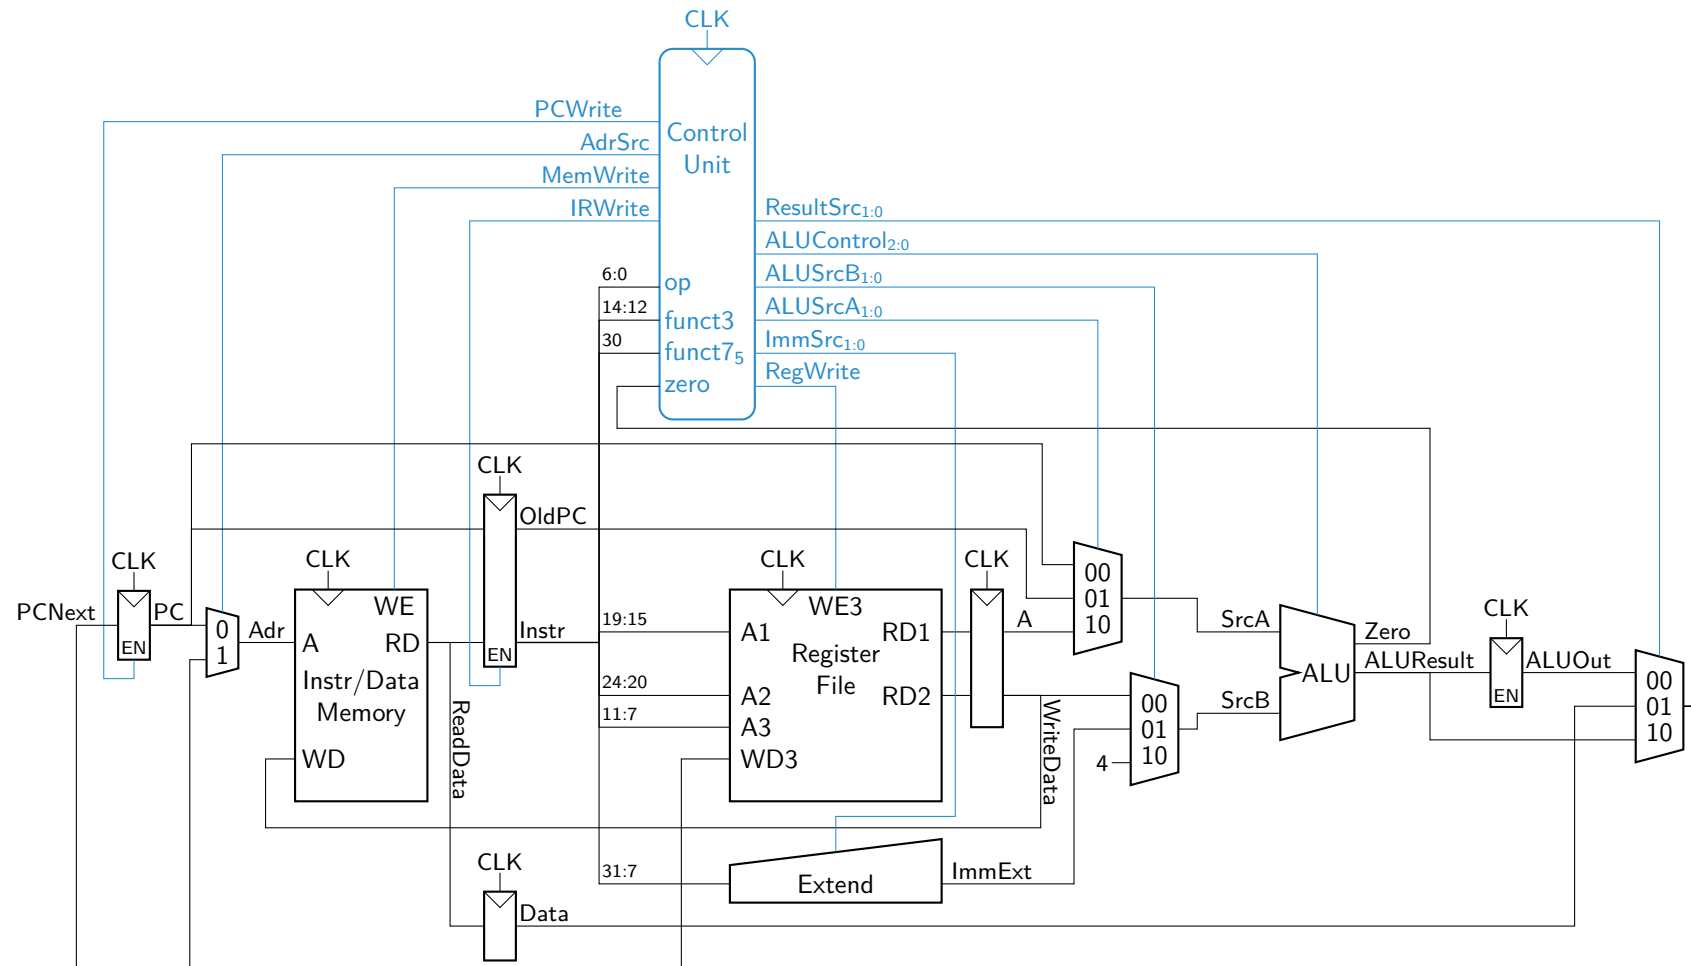 CLK
PCWrite
AdrSrc
MemWrite
IRWrite
Control
Unit
ResultSrc1:0
ALUControl2:0
ALUSrcB1:0
ALUSrcA1:0
ImmSrc1:0
RegWrite
6:0
14:12
30
op
funct3
funct75
zero
CLK
OldPC
Instr
EN
CLK
PCNext
PC
EN
0
1
Adr
CLK
WE
A
RD
Instr/Data
Memory
WD
ReadData
19:15
24:20
11:7
31:7
CLK
WE3
A1
RD1
Register
File
A2
RD2
A3
WD3
CLK
A
WriteData
00
01
10
00
01
10
4
SrcA
SrcB
ALU
Zero
ALUResult
CLK
EN
ALUOut
00
01
10
Extend
ImmExt
CLK
Data